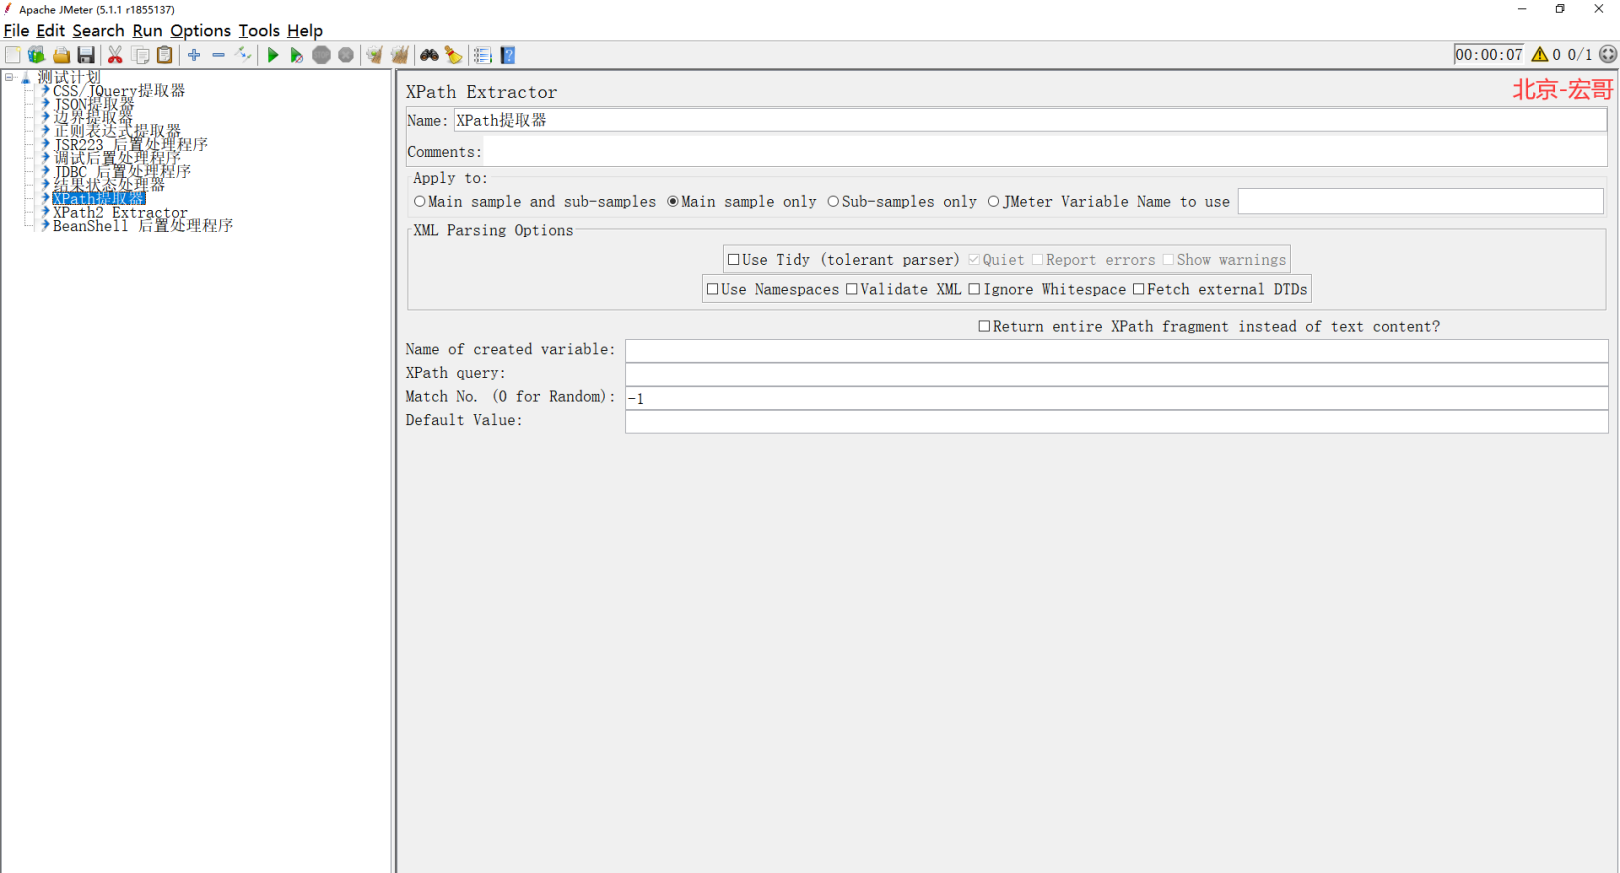 Apache JMeter (5.1.1 r1855137)
File Edit Search Run Options Tools Help
00:00:07 0 0/1
测试计划
CSS/JQuery提取器
JSON提取器
边界提取器
正则表达式提取器
JSR223 后置处理程序
调试后置处理程序
JDBC 后置处理程序
结果状态处理器
XPath提取器
XPath2 Extractor
BeanShell 后置处理程序
北京-宏哥
XPath Extractor
Name: XPath提取器
Comments:
Apply to:
Main sample and sub-samples Main sample only Sub-samples only JMeter Variable Name to use
XML Parsing Options
Use Tidy (tolerant parser) Quiet Report errors Show warnings
Use Namespaces Validate XML Ignore Whitespace Fetch external DTDs
Return entire XPath fragment instead of text content?
Name of created variable:
XPath query:
Match No. (0 for Random): -1
Default Value: